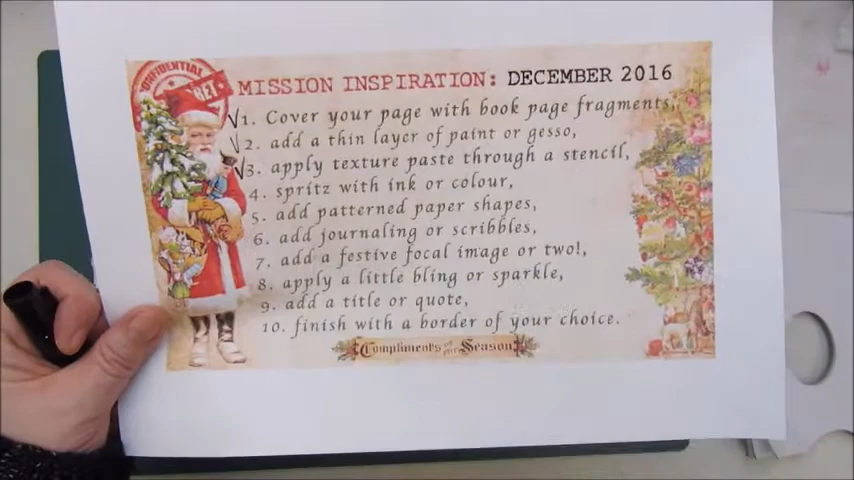 CONFIDENTIAL
MISSION INSPIRATION: DECEMBER 2016
1. Cover your page with book page fragments,
2. add a thin layer of paint or gesso,
3. apply texture paste through a stencil,
4. spritz with ink or colour,
5. add patterned paper shapes,
6. add journaling or scribbles,
7. add a festive focal image or two!,
8. apply a little bling or sparkle,
9. add a title or quote,
10. finish with a border of your choice.
Compliments of the Season